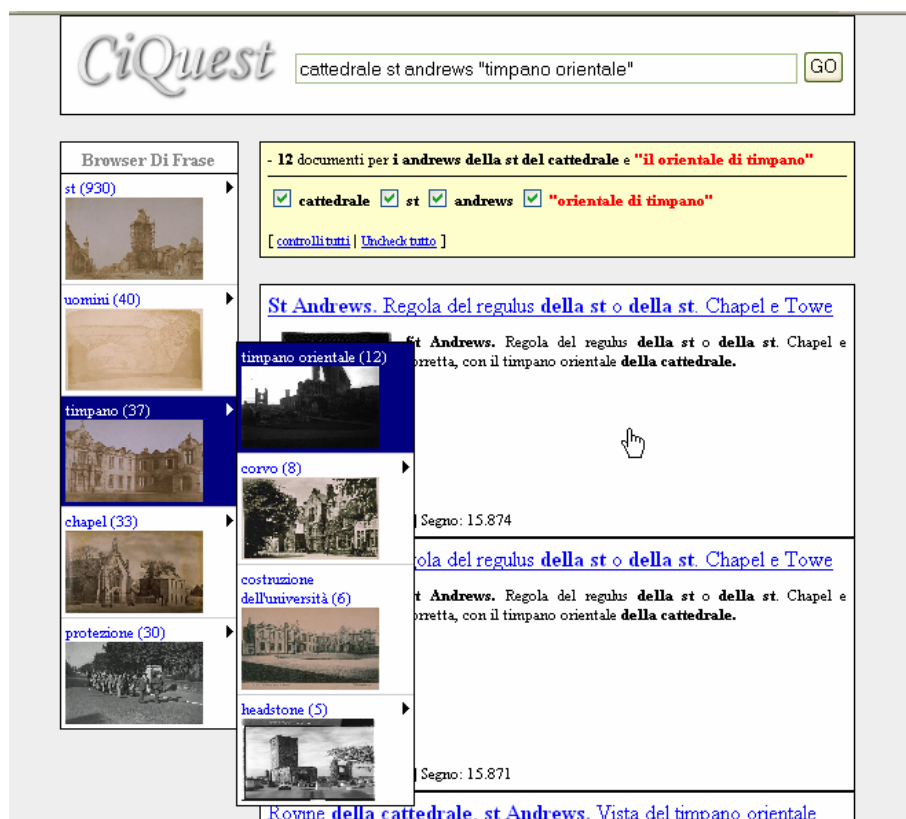 CiQuest
cattedrale st andrews "timpano orientale"
GO
Browser Di Frase
st (930)
uomini (40)
timpano (37)
chapel (33)
protezione (30)
timpano orientale (12)
corvo (8)
costruzione
dell'università (6)
headstone (5)
- 12 documenti per i andrews della st del cattedrale e "il orientale di timpano"
cattedrale st andrews "orientale di timpano"
[ controlli tutti | Uncheck tutto ]
St Andrews. Regola del regulus della st o della st. Chapel e Towe
Andrews. Regola del regulus della st o della st. Chapel e
con il timpano orientale della cattedrale.
Segno: 15.874
del regulus della st o della st. Chapel e Towe
Andrews. Regola del regulus della st o della st. Chapel e
con il timpano orientale della cattedrale.
Segno: 15.871
Rovine della cattedrale, st Andrews. Vista del timpano orientale